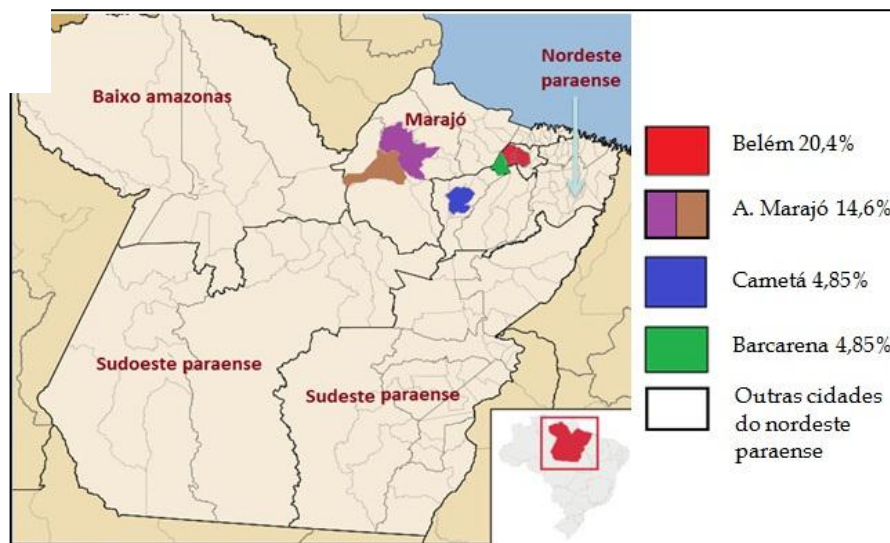 Nordeste
paraense
Baixo amazonas
Marajó
Sudoeste paraense
Sudeste paraense
Belém 20,4%
A. Marajó 14,6%
Cametá 4,85%
Barcarena 4,85%
Outras cidades
do nordeste
paraense